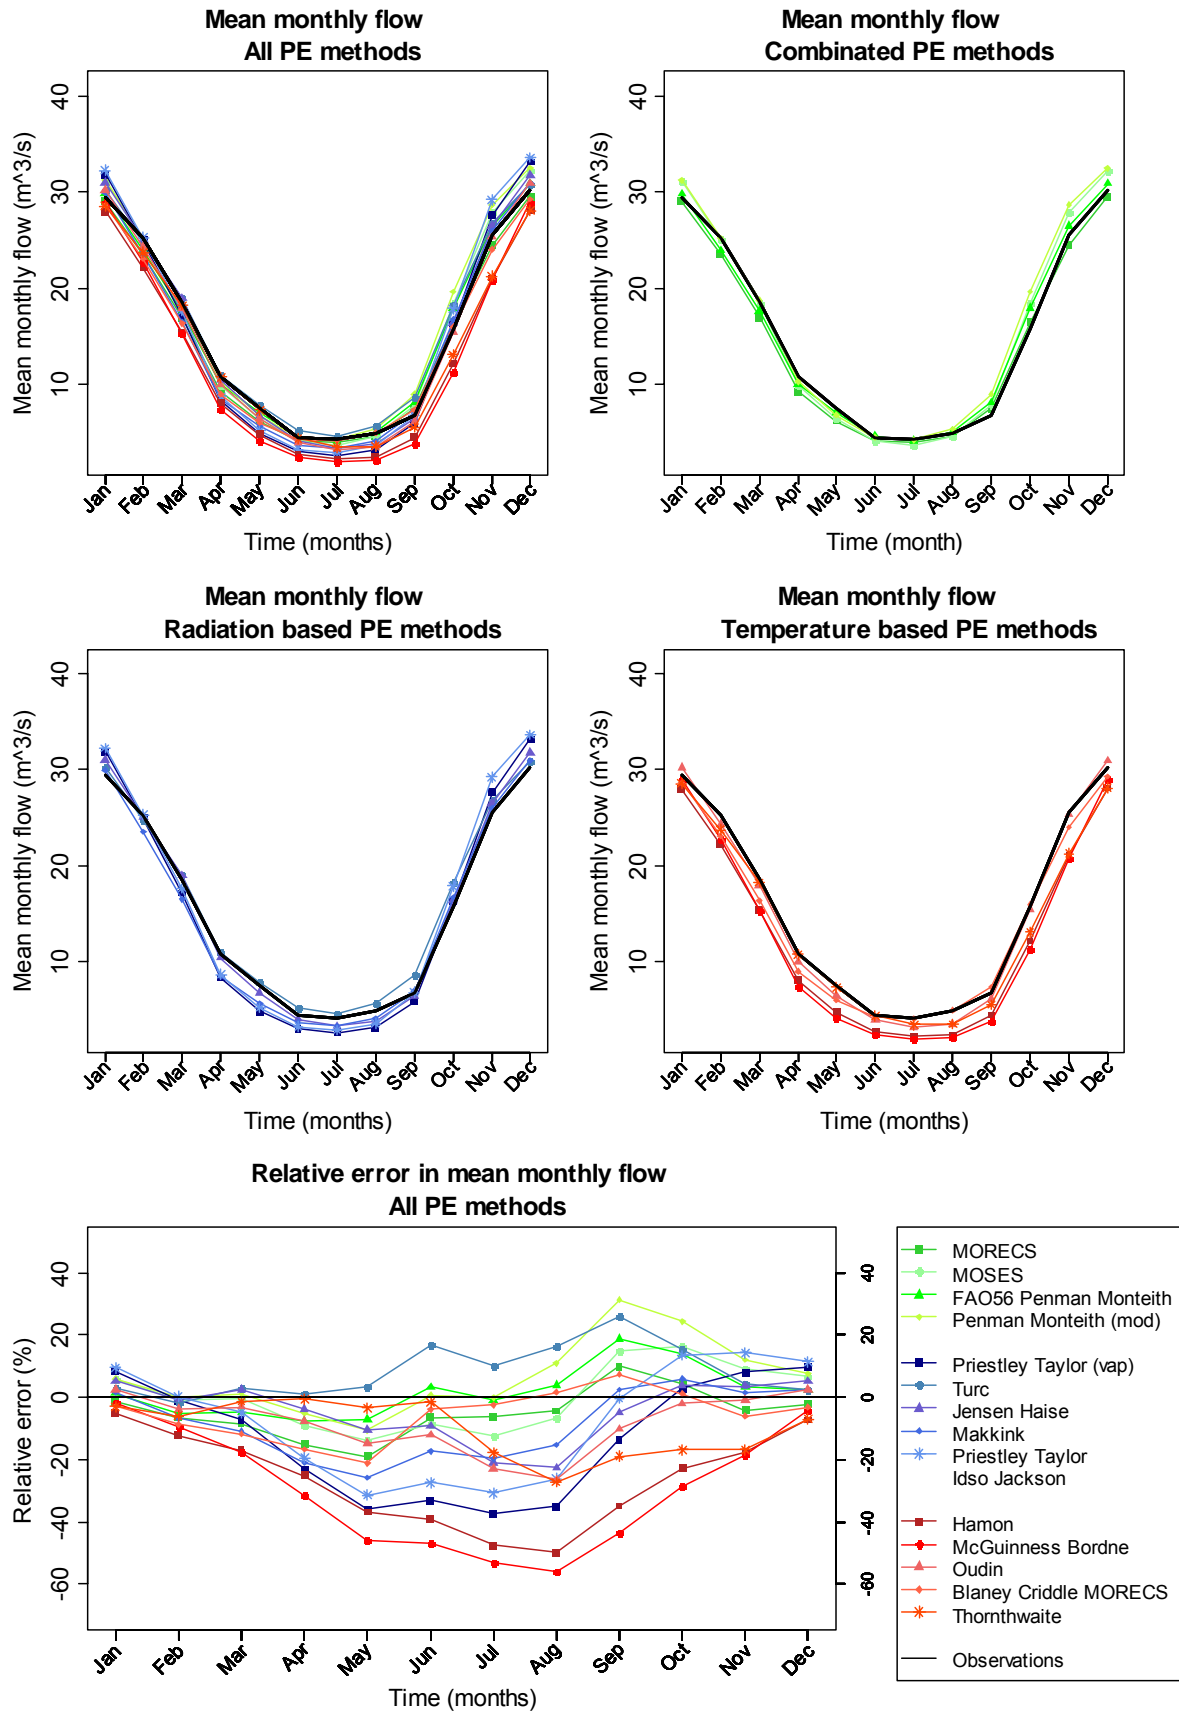 Mean monthly flow
All PE methods
Mean monthly flow (m^3/s)
40
30
20
10
Jan Feb Mar Apr May Jun Jul Aug Sep Oct Nov Dec
Time (months)
Mean monthly flow
Combinated PE methods
Mean monthly flow (m^3/s)
40
30
20
10
Jan Feb Mar Apr May Jun Jul Aug Sep Oct Nov Dec
Time (month)
Mean monthly flow
Radiation based PE methods
Mean monthly flow (m^3/s)
40
30
20
10
Jan Feb Mar Apr May Jun Jul Aug Sep Oct Nov Dec
Time (months)
Mean monthly flow
Temperature based PE methods
Mean monthly flow (m^3/s)
40
30
20
10
Jan Feb Mar Apr May Jun Jul Aug Sep Oct Nov Dec
Time (months)
Relative error in mean monthly flow
All PE methods
Relative error (%)
40
20
0
-20
-40
-60
40
20
0
-20
-40
-60
Jan Feb Mar Apr May Jun Jul Aug Sep Oct Nov Dec
Time (months)
MORECS
MOSES
FAO56 Penman Monteith
Penman Monteith (mod)
Priestley Taylor (vap)
Turc
Jensen Haise
Makkink
Priestley Taylor
Idso Jackson
Hamon
McGuinness Bordne
Oudin
Blaney Criddle MORECS
Thornthwaite
Observations